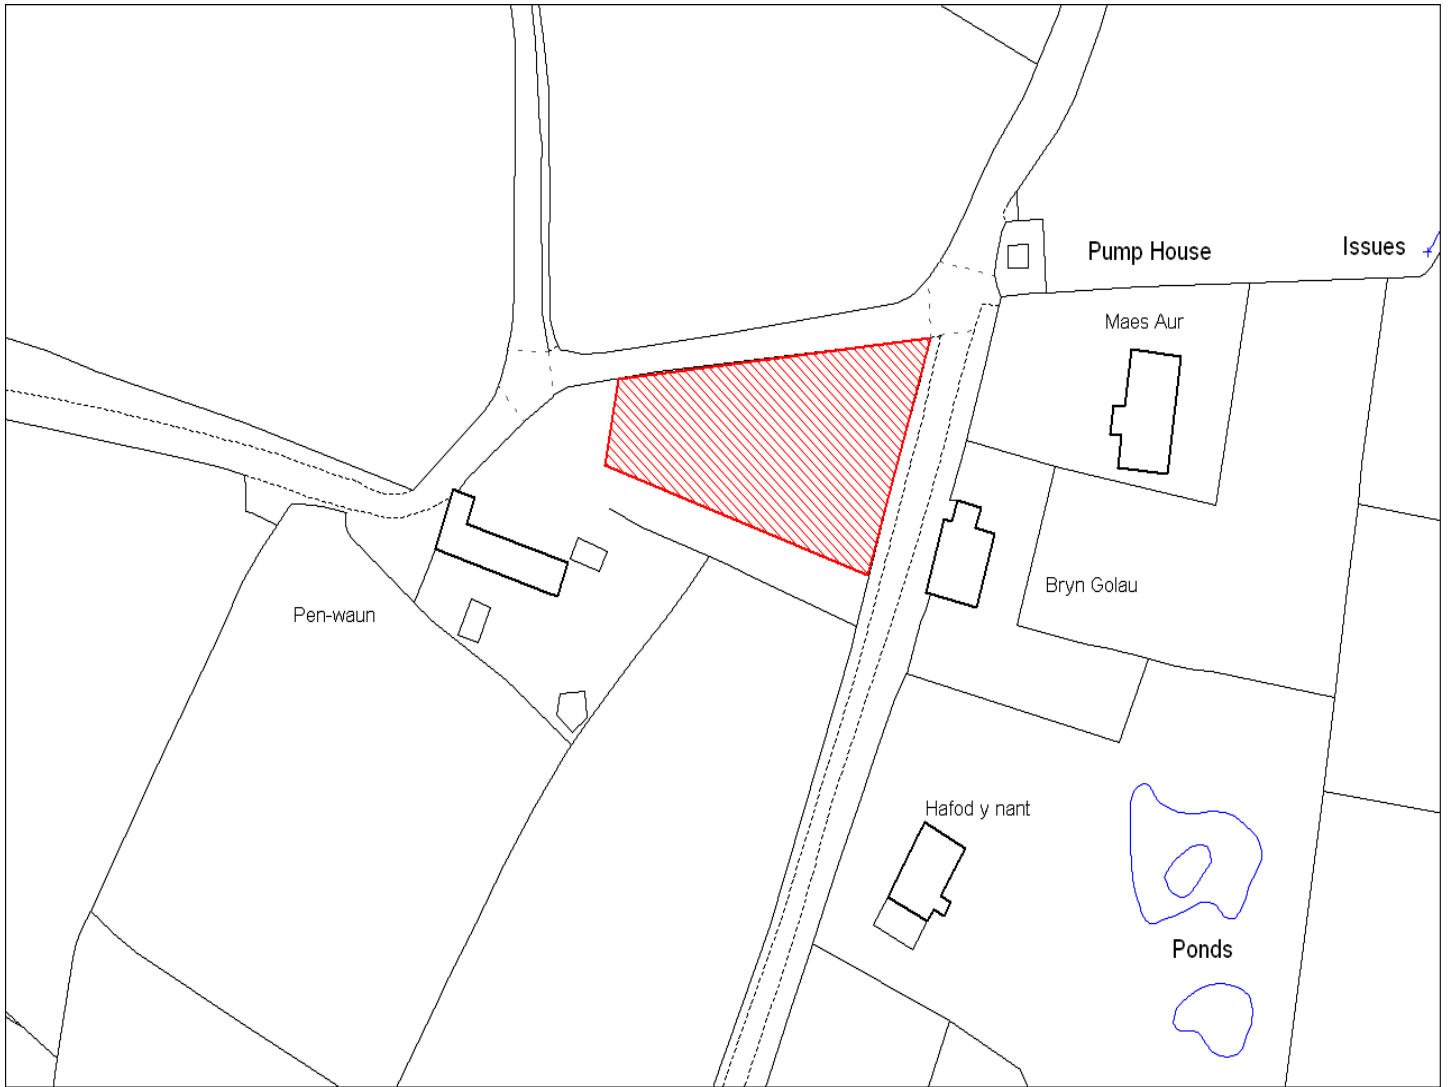 Pump House
Issues
Maes Aur
Bryn Golau
Pen-waun
Hafod y nant
Ponds